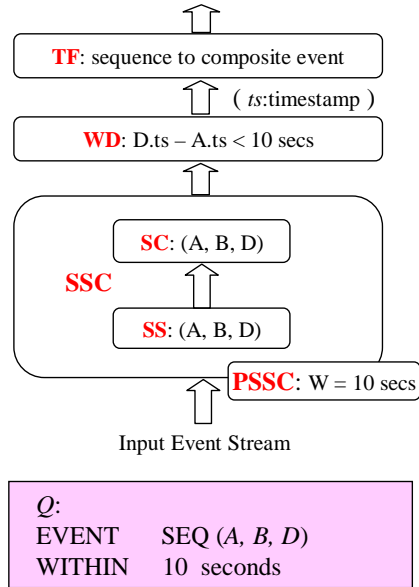 TF: sequence to composite event
( ts:timestamp )
WD: D.ts – A.ts < 10 secs
SC: (A, B, D)
SSC
SS: (A, B, D)
PSSC: W = 10 secs
Input Event Stream
Q:
EVENT SEQ (A, B, D)
WITHIN 10 seconds